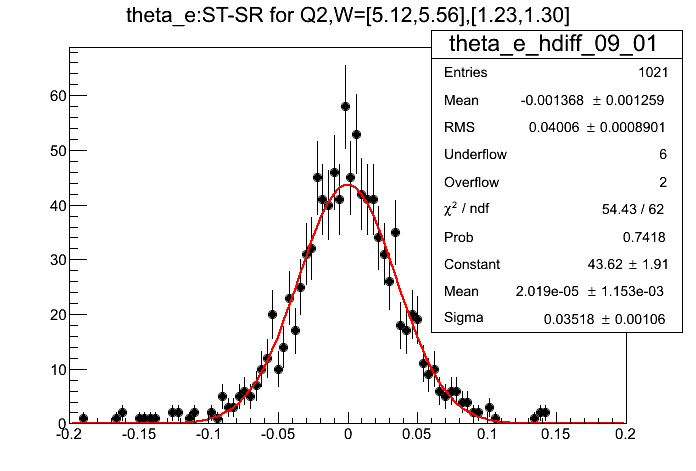 theta_e:ST-SR for Q2,W=[5.12,5.56],[1.23,1.30]
theta_e_hdiff_09_01
Entries 1021
Mean -0.001368 ± 0.001259
RMS 0.04006 ± 0.0008901
Underflow 6
Overflow 2
χ² / ndf 54.43 / 62
Prob 0.7418
Constant 43.62 ± 1.91
Mean 2.019e-05 ± 1.153e-03
Sigma 0.03518 ± 0.00106
60
50
40
30
20
10
0
-0.2 -0.15 -0.1 -0.05 0 0.05 0.1 0.15 0.2